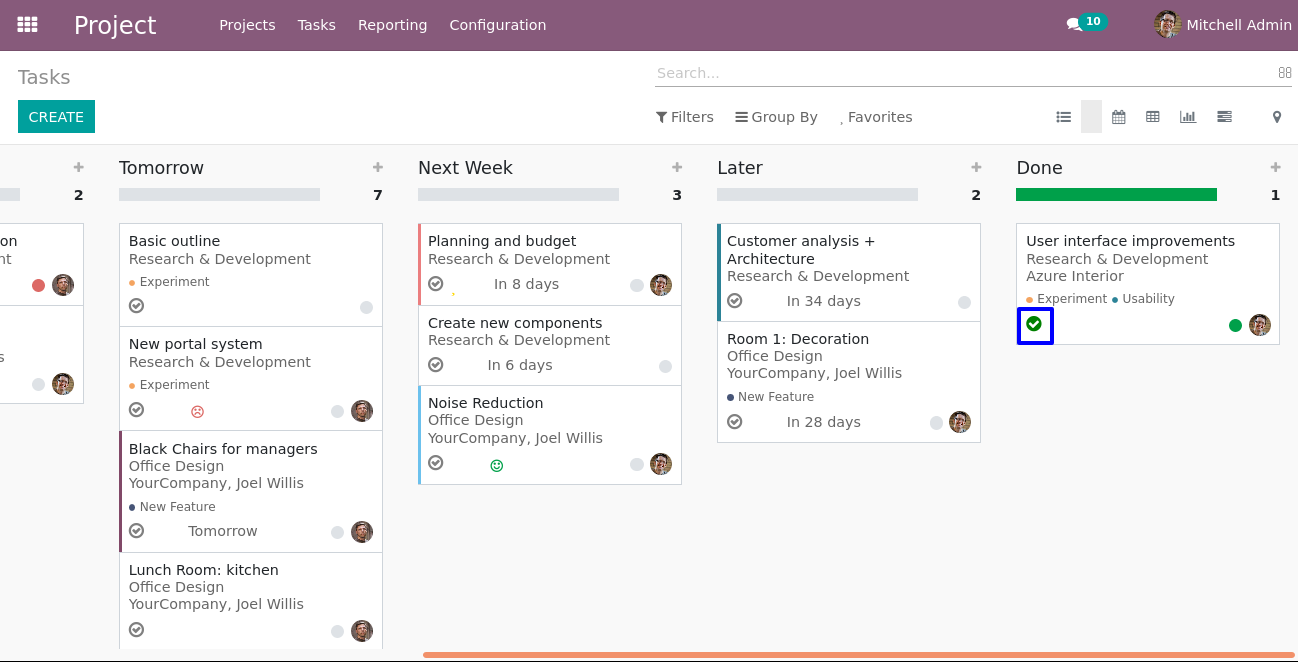 Project Projects Tasks Reporting Configuration 10 Mitchell Admin
Tasks
Search...
CREATE
Filters Group By Favorites
2
on
nt
s
Tomorrow
7
Basic outline
Research & Development
Experiment
New portal system
Research & Development
Experiment
Black Chairs for managers
Office Design
YourCompany, Joel Willis
New Feature
Tomorrow
Lunch Room: kitchen
Office Design
YourCompany, Joel Willis
Next Week
3
Planning and budget
Research & Development
In 8 days
Create new components
Research & Development
In 6 days
Noise Reduction
Office Design
YourCompany, Joel Willis
Later
2
Customer analysis +
Architecture
Research & Development
In 34 days
Room 1: Decoration
Office Design
YourCompany, Joel Willis
New Feature
In 28 days
Done
1
User interface improvements
Research & Development
Azure Interior
Experiment Usability